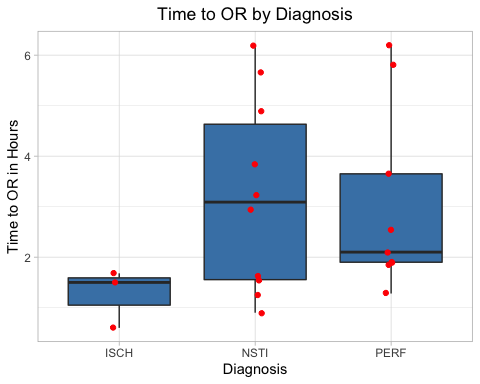 Time to OR by Diagnosis
Time to OR in Hours
6
4
2
ISCH NSTI PERF
Diagnosis